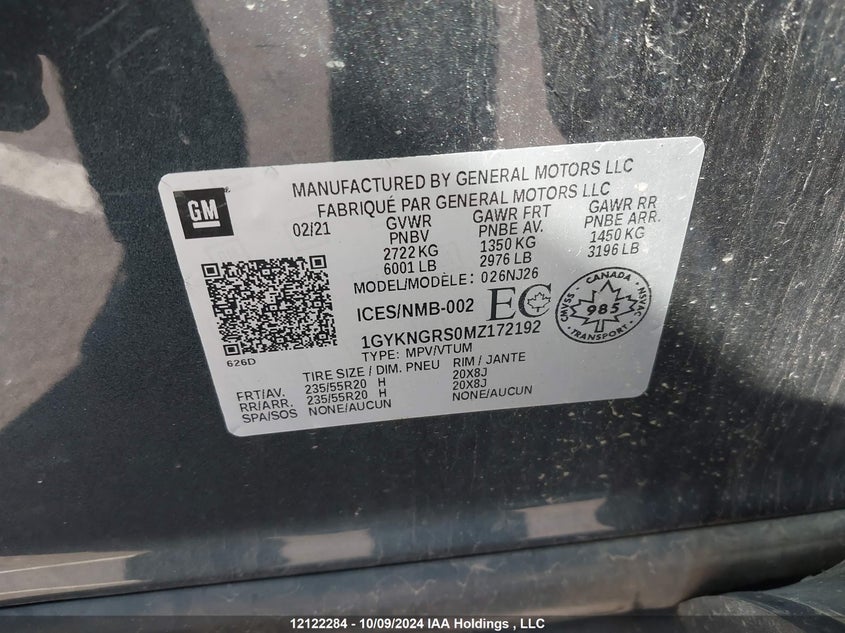 GM
MANUFACTURED BY GENERAL MOTORS LLC
FABRIQUÉ PAR GENERAL MOTORS LLC
02/21 GVWR GAWR FRT GAWR RR
PNBV PNBE AV. PNBE ARR.
2722 KG 1350 KG 1450 KG
6001 LB 2976 LB 3196 LB
MODEL/MODÈLE: 026NJ26
ICES/NMB-002 EC
CANADA
CMVSS 985 NSVAC
TRANSPORT
1GYKNGRS0MZ172192
626D
TYPE: MPV/VTUM
TIRE SIZE / DIM. PNEU RIM / JANTE
FRT/AV. 235/55R20 H 20X8J
RR/ARR. 235/55R20 H 20X8J
SPA/SOS NONE/AUCUN NONE/AUCUN
12122284 - 10/09/2024 IAA Holdings , LLC